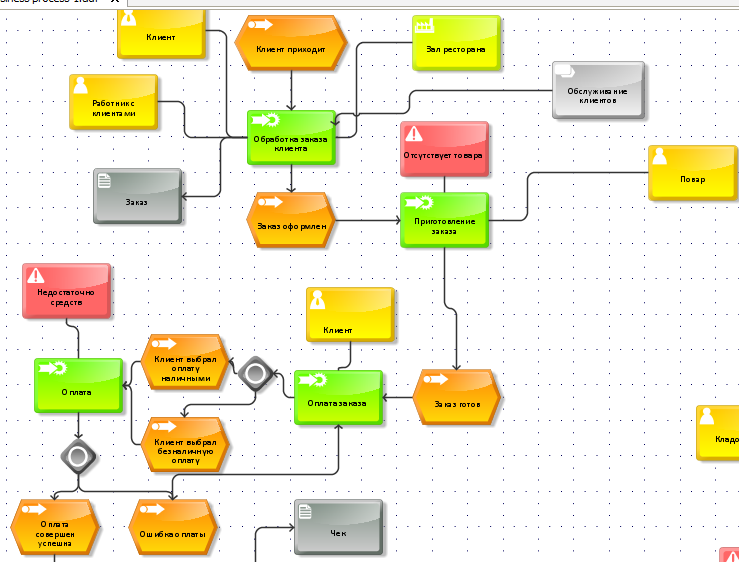 Клиент
Клиент приходит
Зал ресторана
Работник с
клиентами
Обслуживание
клиентов
Обработка заказа
клиента
Отсутствует товара
Повар
Заказ
Заказ оформлен
Приготовление
заказа
Недостаточно
средств
Клиент
Клиент выбрал
оплату
наличными
Оплата
Оплата заказа
Заказ готов
Клиент выбрал
безналичную
оплату
Кладо
Оплата
совершен
успешна
Ошибка оплаты
Чек